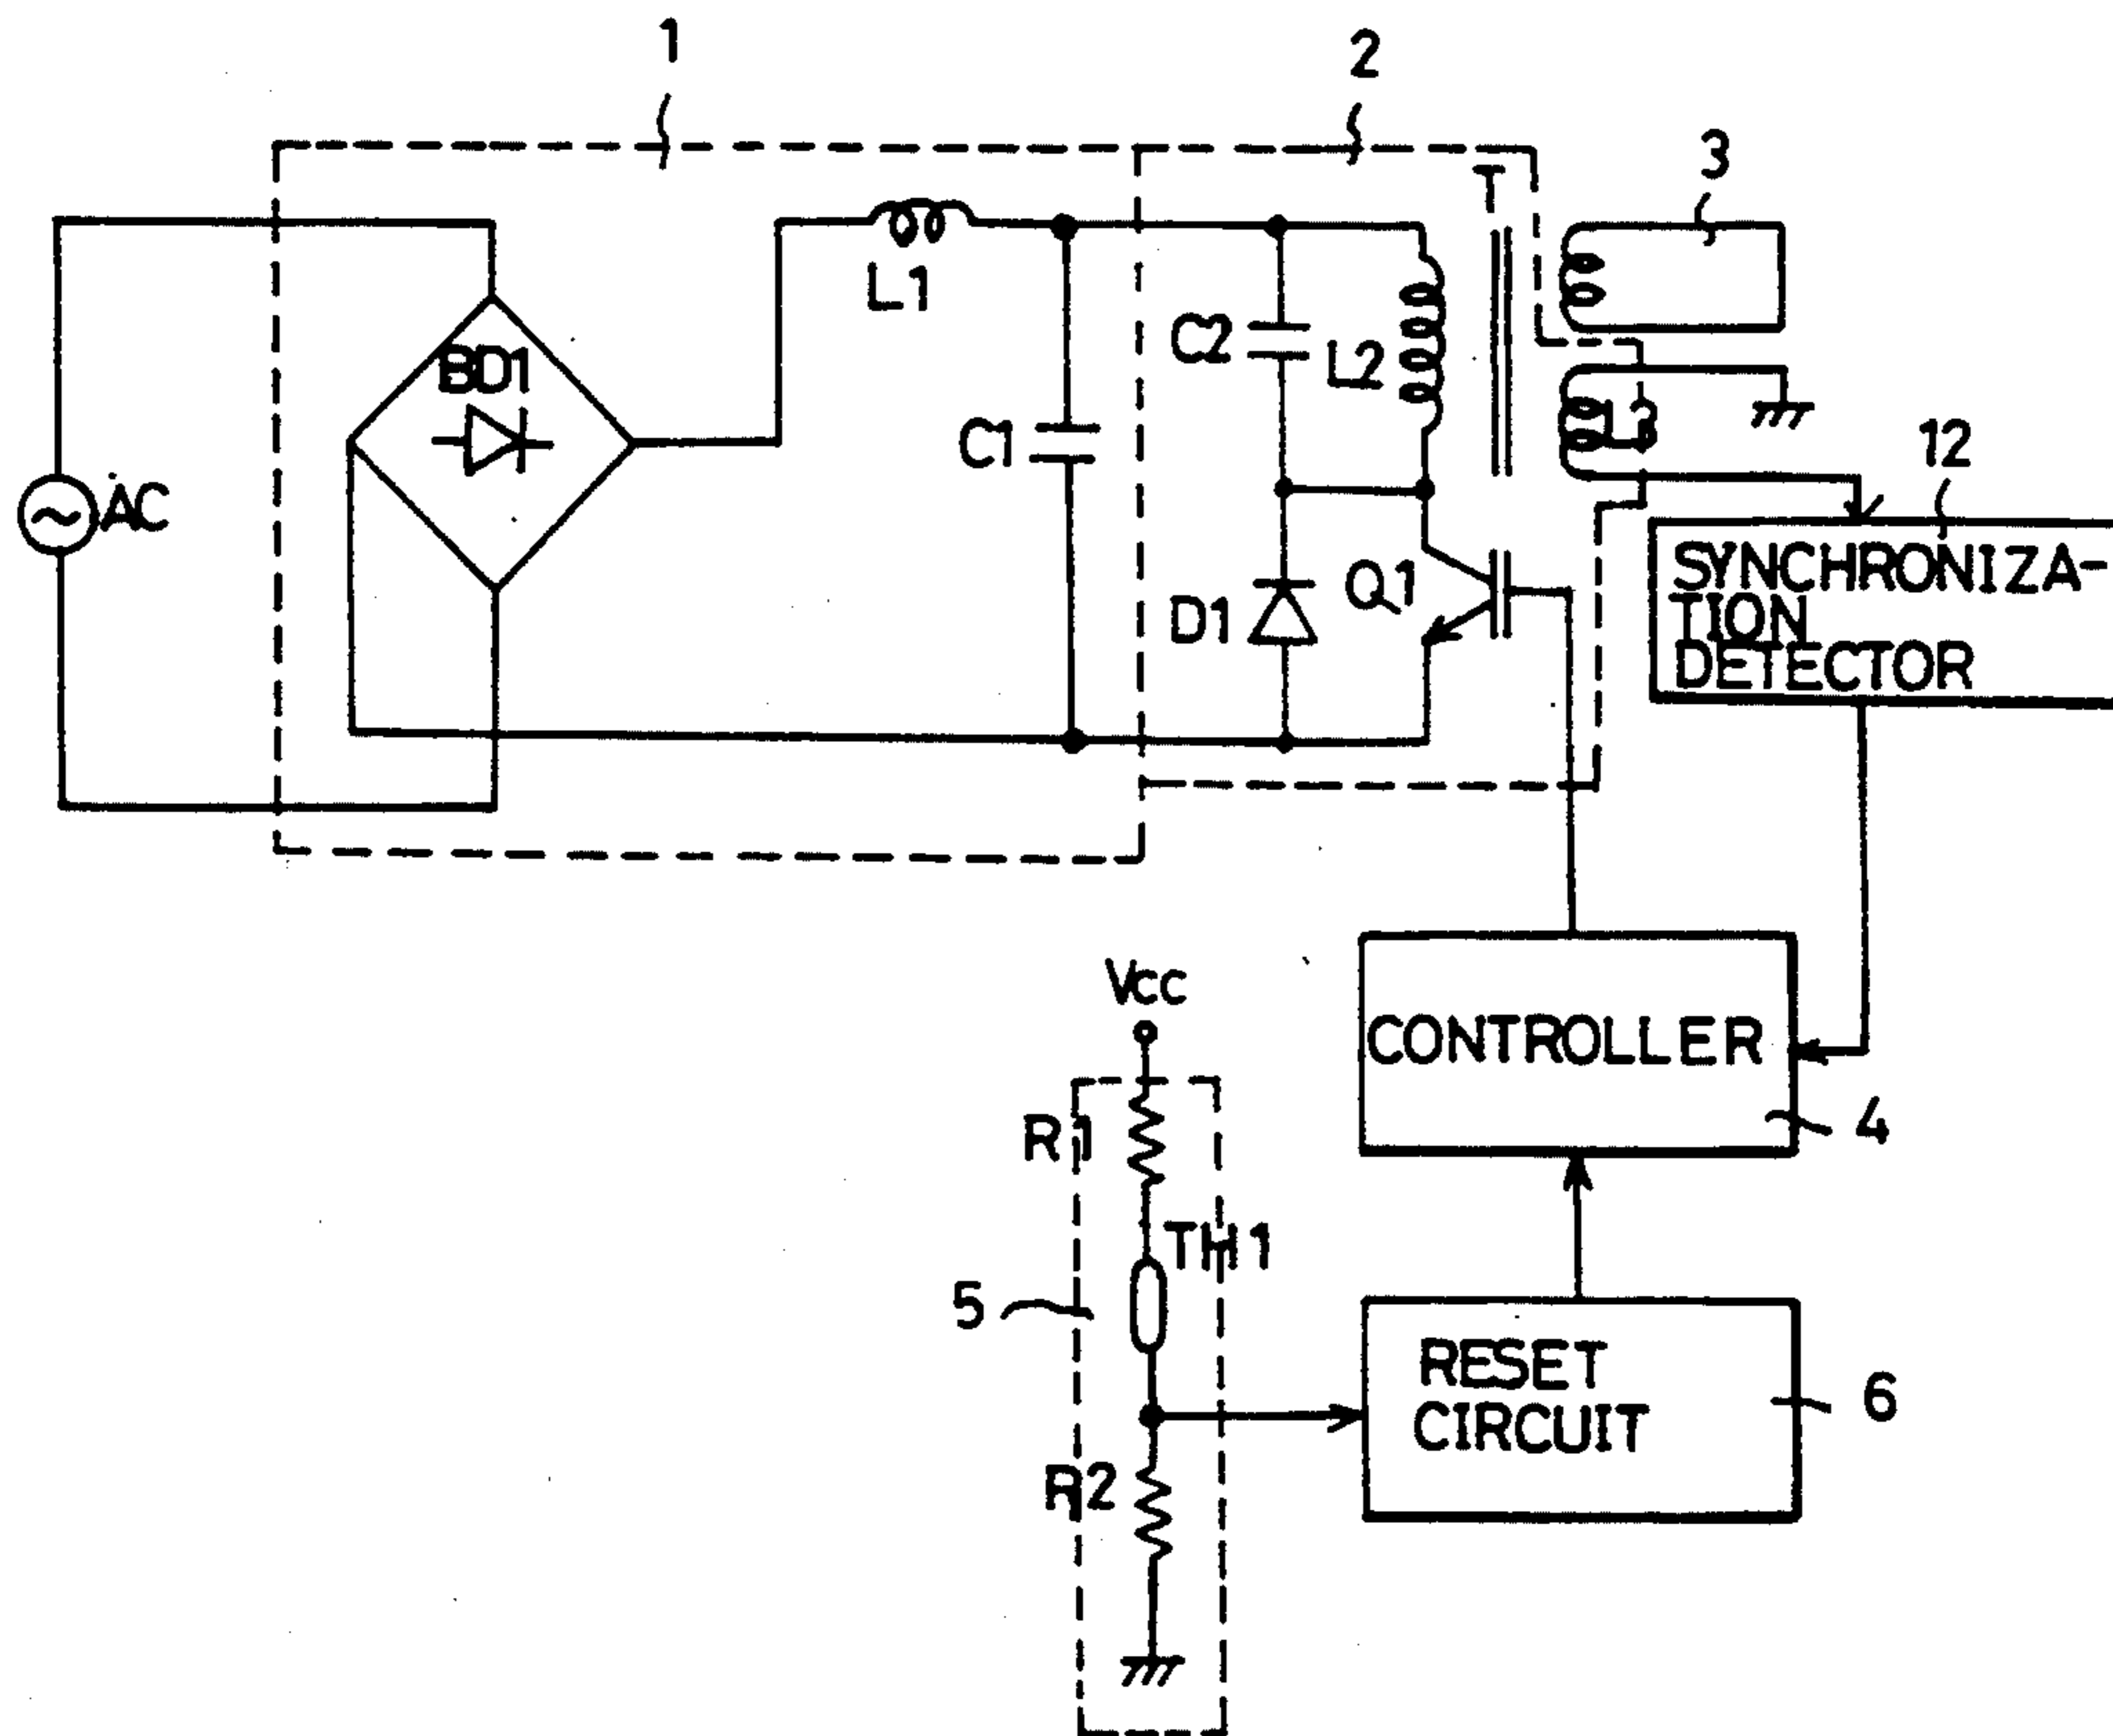 1
2
3
T
L1
BD1
C2
L2
C1
L3
12
AC
Q1
D1
SYNCHRONIZA-
TION
DETECTOR
Vcc
CONTROLLER
R1
4
TH1
5
RESET
CIRCUIT
6
R2